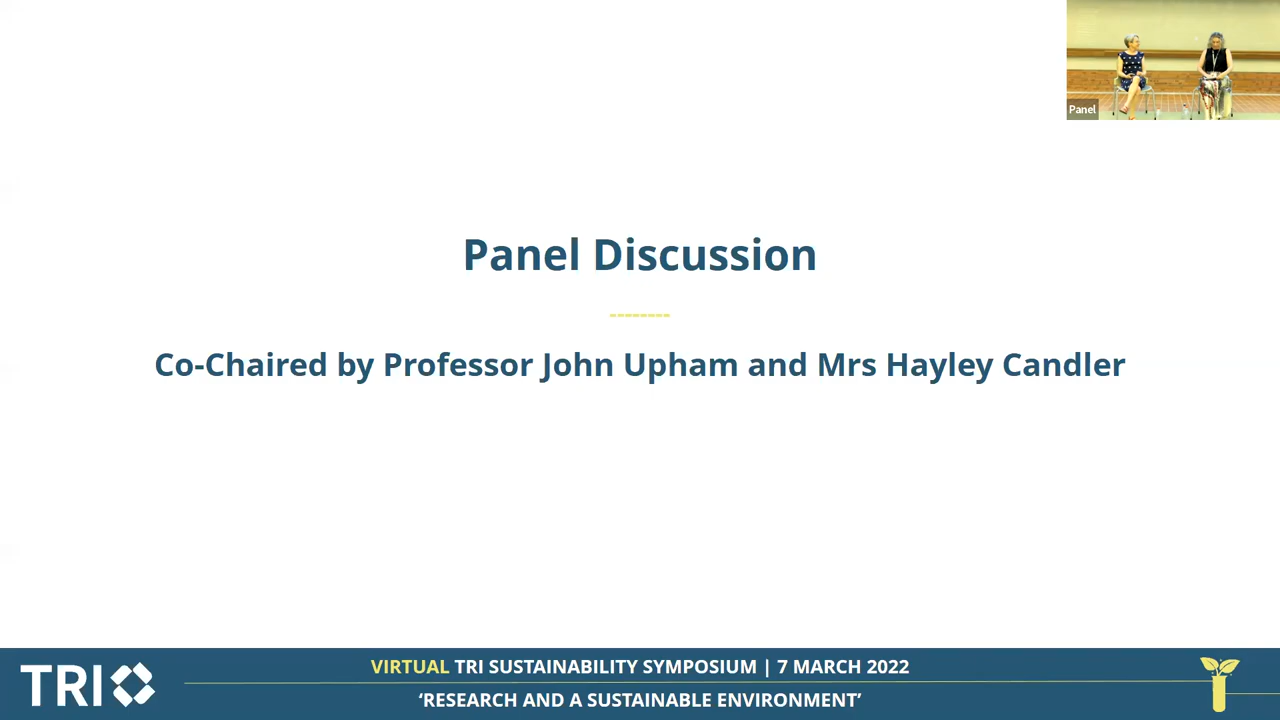 Panel
Panel Discussion
--------
Co-Chaired by Professor John Upham and Mrs Hayley Candler
TRI
VIRTUAL TRI SUSTAINABILITY SYMPOSIUM | 7 MARCH 2022
‘RESEARCH AND A SUSTAINABLE ENVIRONMENT’